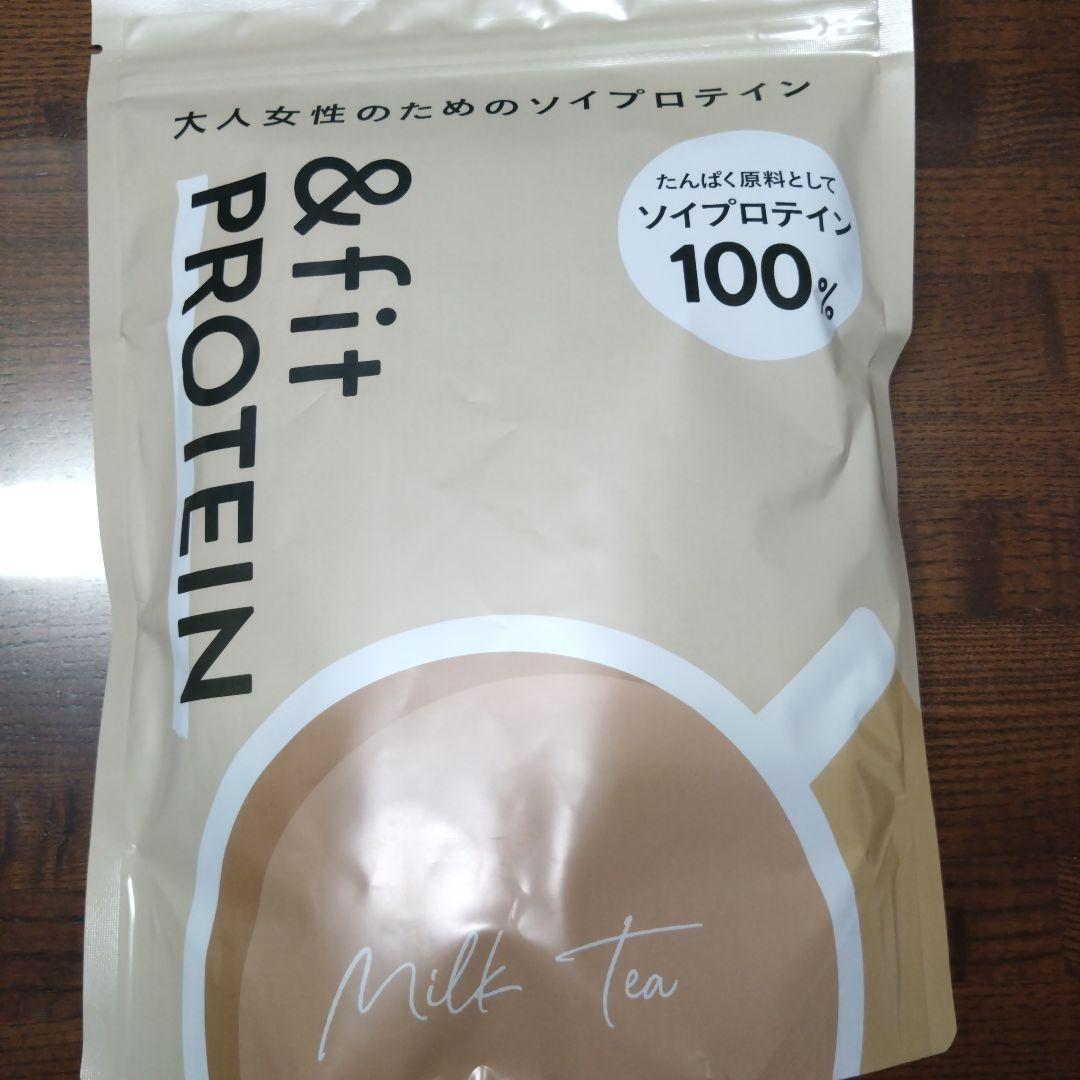 大人女性のためのソイプロテイン
&fit
PROTEIN
たんぱく原料として
ソイプロテイン
100%
Milk Tea